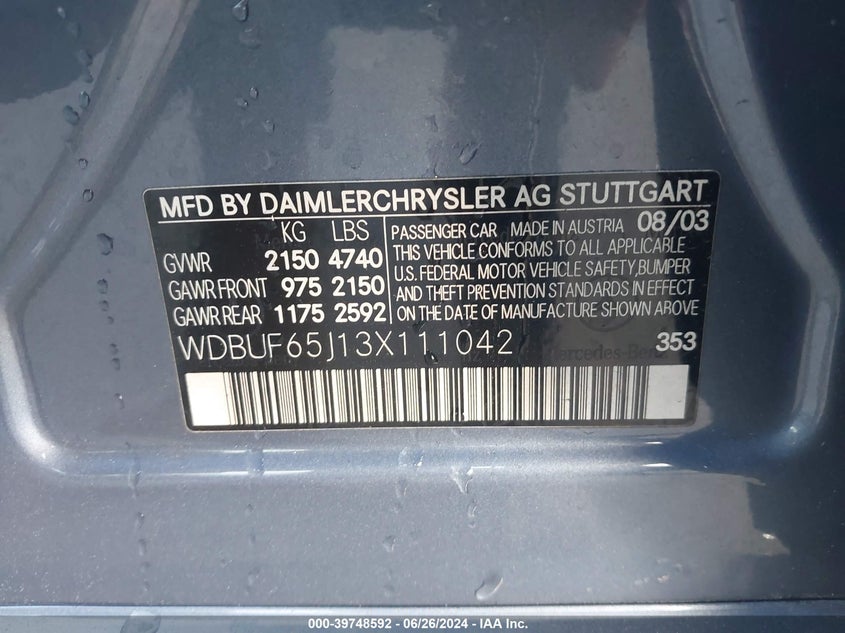 MFD BY DAIMLERCHRYSLER AG STUTTGART
KG LBS
GVWR 2150 4740
GAWR FRONT 975 2150
GAWR REAR 1175 2592
PASSENGER CAR MADE IN AUSTRIA 08/03
THIS VEHICLE CONFORMS TO ALL APPLICABLE
U.S. FEDERAL MOTOR VEHICLE SAFETY,BUMPER
AND THEFT PREVENTION STANDARDS IN EFFECT
ON THE DATE OF MANUFACTURE SHOWN ABOVE
WDBUF65J13X111042 353
Mercedes-Benz
000-39748592 - 06/26/2024 - IAA Inc.